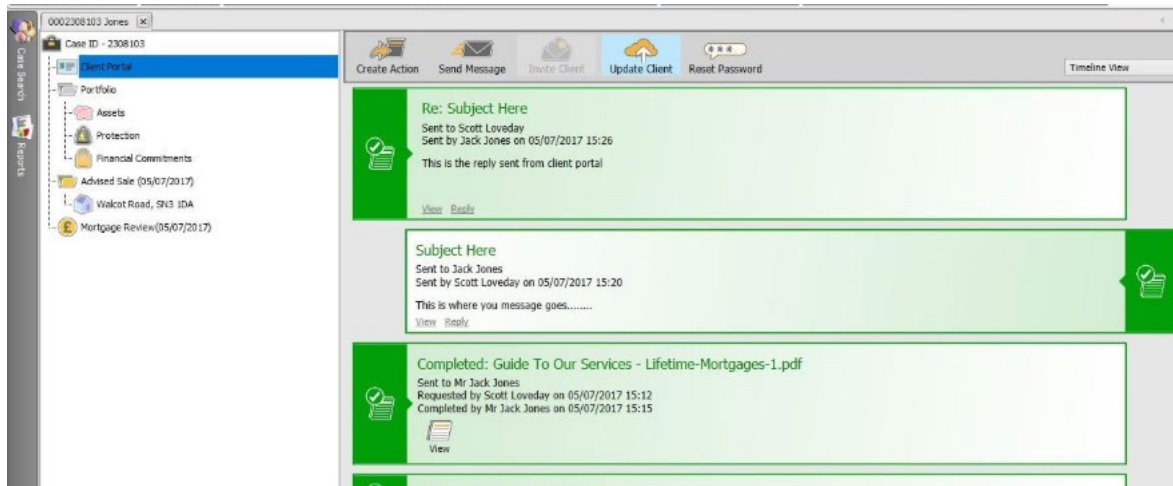 0002308103 Jones
Case Search
Reports
Case ID - 2308103
Client Portal
Portfolio
Assets
Protection
Financial Commitments
Advised Sale (05/07/2017)
Walcot Road, SN3 1DA
Mortgage Review(05/07/2017)
Create Action
Send Message
Invite Client
Update Client
Reset Password
Timeline View
Re: Subject Here
Sent to Scott Loveday
Sent by Jack Jones on 05/07/2017 15:26
This is the reply sent from client portal
View Reply
Subject Here
Sent to Jack Jones
Sent by Scott Loveday on 05/07/2017 15:20
This is where you message goes........
View Reply
Completed: Guide To Our Services - Lifetime-Mortgages-1.pdf
Sent to Mr Jack Jones
Requested by Scott Loveday on 05/07/2017 15:12
Completed by Mr Jack Jones on 05/07/2017 15:15
View